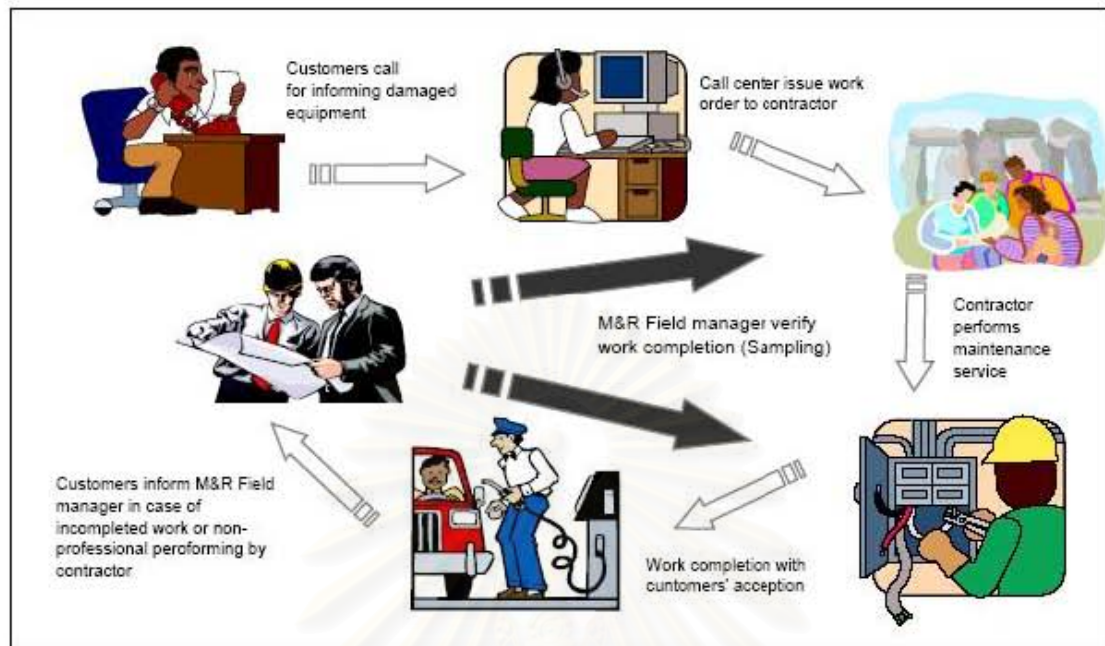 Customers call
for informing damaged
equipment
Call center issue work
order to contractor
M&R Field manager verify
work completion (Sampling)
Contractor
performs
maintenance
service
Customers inform M&R Field
manager in case of
incompleted work or non-
professional peroforming by
contractor
Work completion with
cuntomers' acception